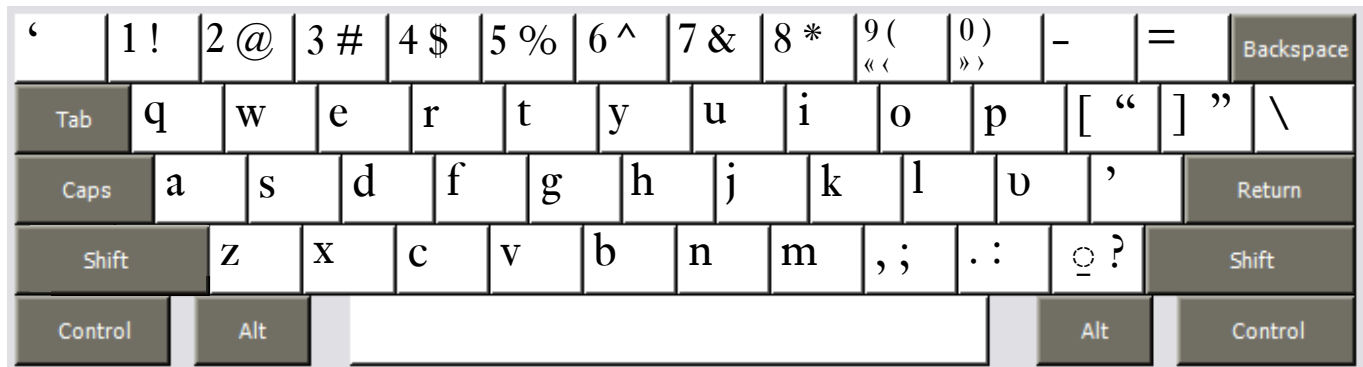 ‘ 1 ! 2 @ 3 # 4 $ 5 % 6 ^ 7 & 8 * 9 ( « ‹ 0 ) » › - = Backspace
Tab q w e r t y u i o p [ “ ] ” \
Caps a s d f g h j k l ʋ ’ Return
Shift z x c v b n m , ; . : ◌̱ ? Shift
Control Alt Alt Control